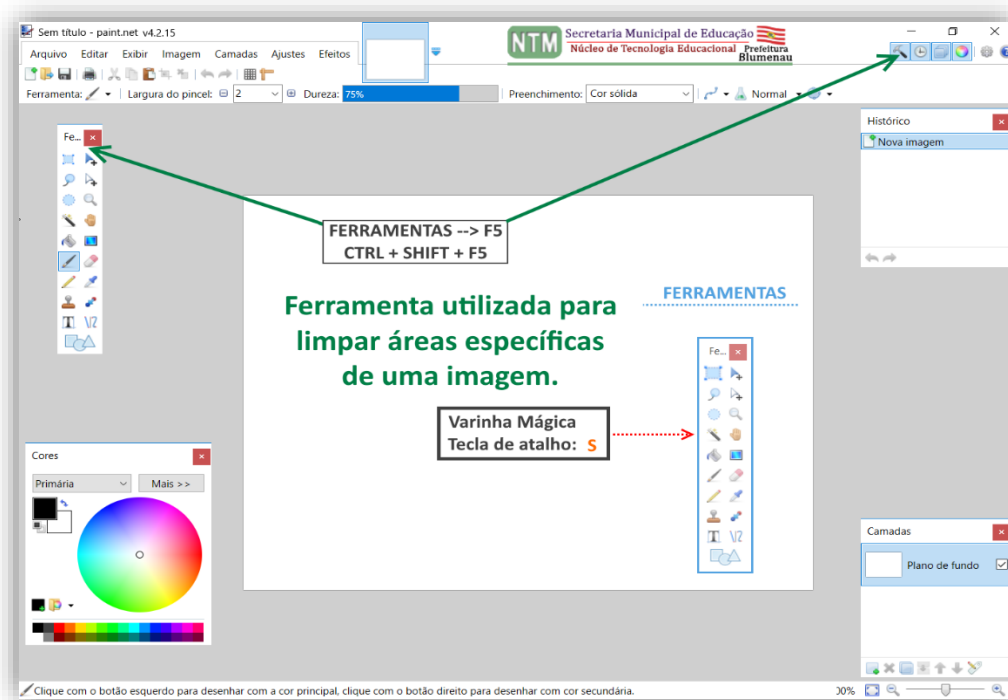 Sem título - paint.net v4.2.15
NTM
Secretaria Municipal de Educação
Núcleo de Tecnologia Educacional
Prefeitura
Blumenau
Arquivo Editar Exibir Imagem Camadas Ajustes Efeitos
Ferramenta: Largura do pincel: 2 Dureza: 75% Preenchimento: Cor sólida Normal
Fe...
Histórico
Nova imagem
FERRAMENTAS --> F5
CTRL + SHIFT + F5
Ferramenta utilizada para
limpar áreas específicas
de uma imagem.
FERRAMENTAS
Fe...
Varinha Mágica
Tecla de atalho: S
Cores
Primária Mais >>
Camadas
Plano de fundo
Clique com o botão esquerdo para desenhar com a cor principal, clique com o botão direito para desenhar com cor secundária.